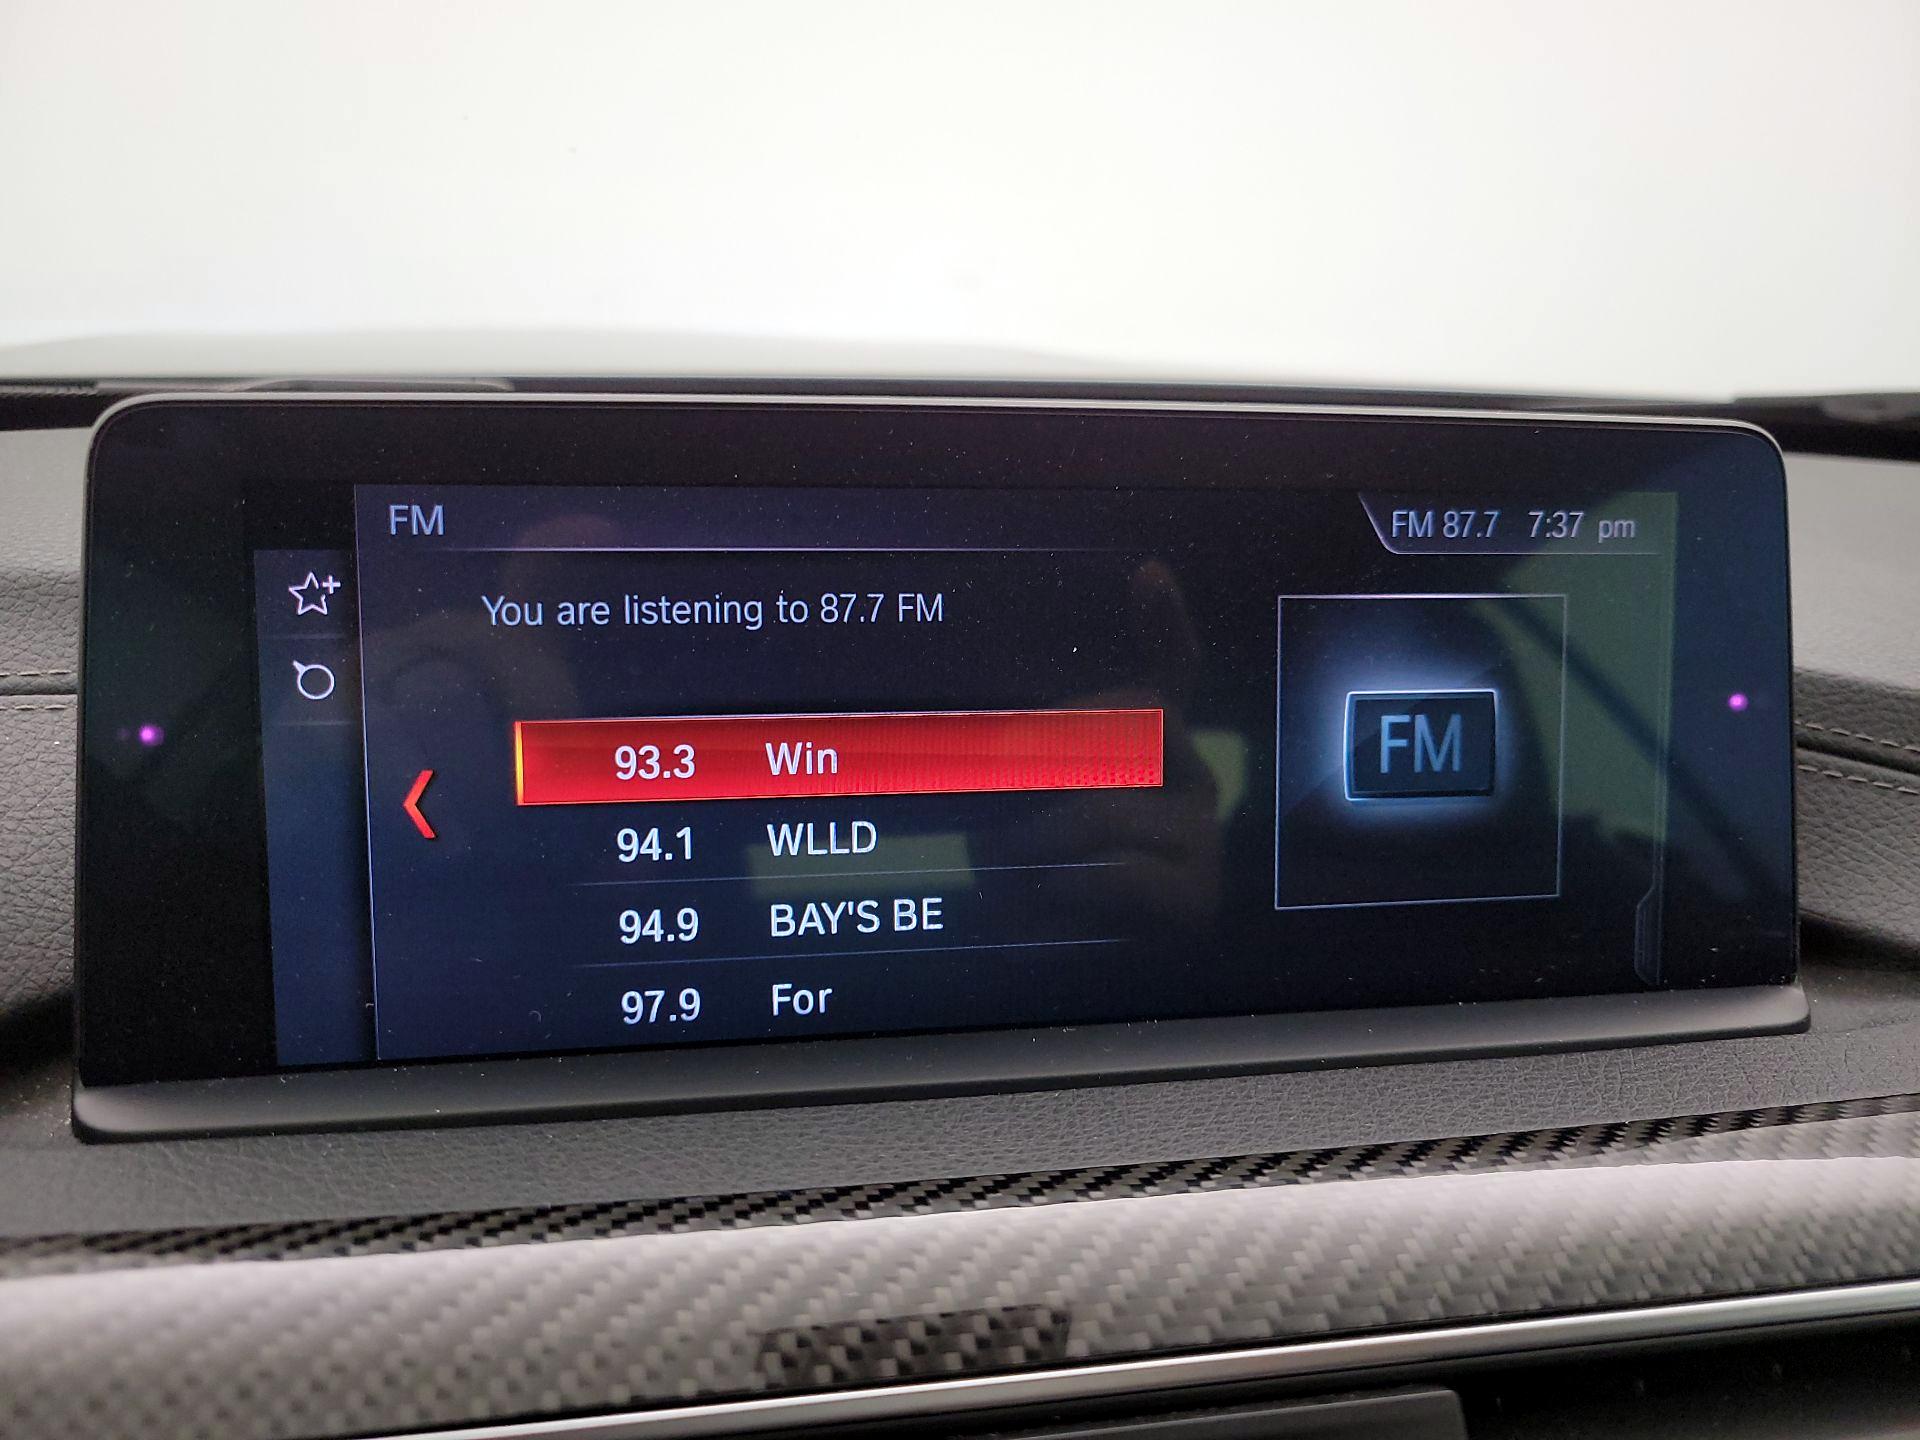 FM
FM 87.7 7:37 pm
You are listening to 87.7 FM
93.3 Win
94.1 WLLD
94.9 BAY'S BE
97.9 For
FM